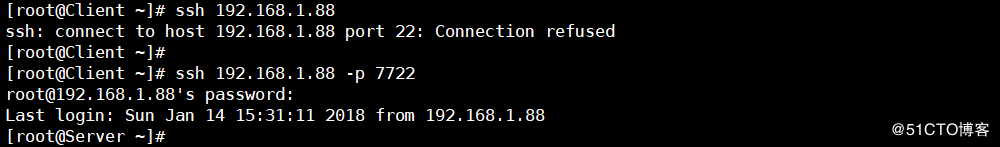 [root@Client ~]# ssh 192.168.1.88
ssh: connect to host 192.168.1.88 port 22: Connection refused
[root@Client ~]#
[root@Client ~]# ssh 192.168.1.88 -p 7722
root@192.168.1.88's password:
Last login: Sun Jan 14 15:31:11 2018 from 192.168.1.88
[root@Server ~]#
@51CTO博客